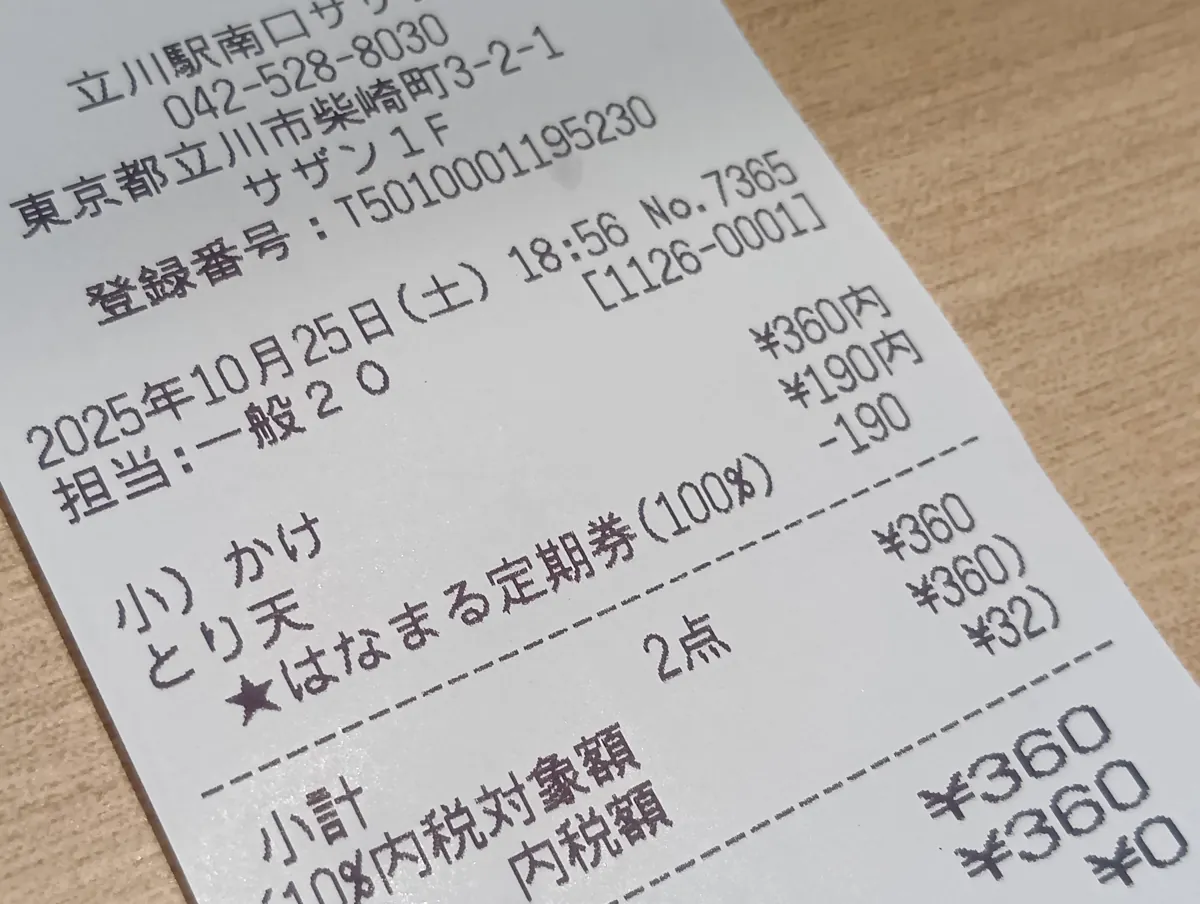 立川駅南口サザ
042-528-8030
東京都立川市柴崎町3-2-1
サザン1F
登録番号:T5010001195230
2025年10月25日(土) 18:56 No.7365
担当:一般20 [1126-0001]
小)かけ ¥360内
とり天 ¥190内
★はなまる定期券(100%) -190
小計 2点 ¥360
(10%内税対象額 ¥360)
内税額 ¥32)
¥360
¥360
¥0